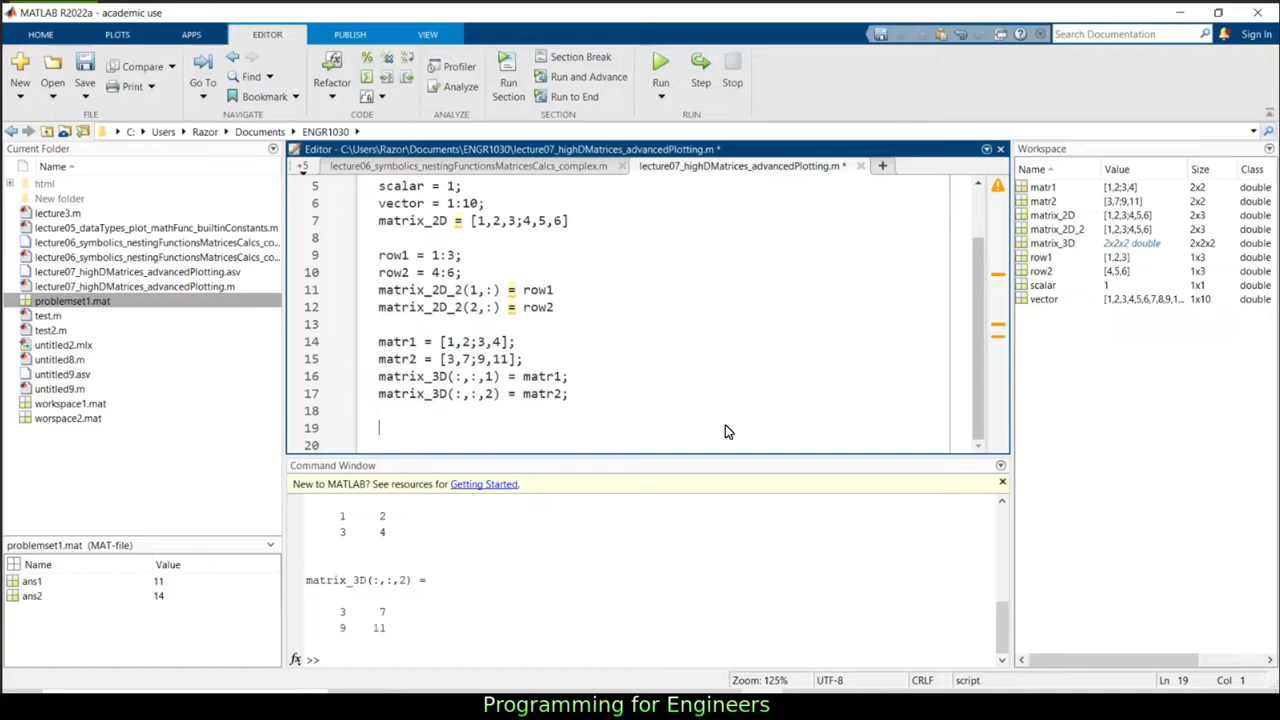 MATLAB R2022a - academic use
HOME PLOTS APPS EDITOR PUBLISH VIEW
Search Documentation Sign In
New Open Save Compare Print Go To Find Bookmark Refactor Profiler Analyze Run Section Section Break Run and Advance Run to End Run Step Stop
FILE NAVIGATE CODE ANALYZE SECTION RUN
C: Users Razor Documents ENGR1030
Current Folder
Name
html
New folder
lecture3.m
lecture05_dataTypes_plot_mathFunc_builtinConstants.m
lecture06_symbolics_nestingFunctionsMatricesCalcs_co...
lecture06_symbolics_nestingFunctionsMatricesCalcs_co...
lecture07_highDMatrices_advancedPlotting.asv
lecture07_highDMatrices_advancedPlotting.m
problemset1.mat
test.m
test2.m
untitled2.mlx
untitled8.m
untitled9.asv
untitled9.m
workspace1.mat
worspace2.mat
problemset1.mat (MAT-file)
Name Value
ans1 11
ans2 14
Editor - C:\Users\Razor\Documents\ENGR1030\lecture07_highDMatrices_advancedPlotting.m *
+5 lecture06_symbolics_nestingFunctionsMatricesCalcs_complex.m lecture07_highDMatrices_advancedPlotting.m *
5 scalar = 1;
6 vector = 1:10;
7 matrix_2D = [1,2,3;4,5,6]
8
9 row1 = 1:3;
10 row2 = 4:6;
11 matrix_2D_2(1,:) = row1
12 matrix_2D_2(2,:) = row2
13
14 matr1 = [1,2;3,4];
15 matr2 = [3,7;9,11];
16 matrix_3D(:,:,1) = matr1;
17 matrix_3D(:,:,2) = matr2;
18
19
20
Command Window
New to MATLAB? See resources for Getting Started.
1 2
3 4
matrix_3D(:,:,2) =
3 7
9 11
fx >>
Workspace
Name Value Size Class
matr1 [1,2;3,4] 2x2 double
matr2 [3,7;9,11] 2x2 double
matrix_2D [1,2,3;4,5,6] 2x3 double
matrix_2D_2 [1,2,3;4,5,6] 2x3 double
matrix_3D 2x2x2 double 2x2x2 double
row1 [1,2,3] 1x3 double
row2 [4,5,6] 1x3 double
scalar 1 1x1 double
vector [1,2,3,4,5,6,7,8,9,1... 1x10 double
Zoom: 125% UTF-8 CRLF script Ln 19 Col 1
Programming for Engineers